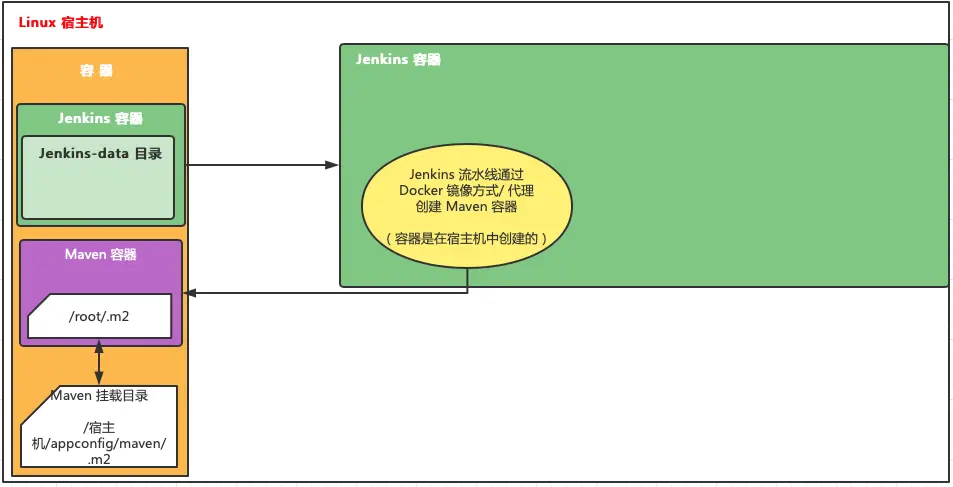 Linux 宿主机
容 器
Jenkins 容器
Jenkins-data 目录
Maven 容器
/root/.m2
Maven 挂载目录
/宿主
机/appconfig/maven/
.m2
Jenkins 容器
Jenkins 流水线通过
Docker 镜像方式/ 代理
创建 Maven 容器
（容器是在宿主机中创建的）